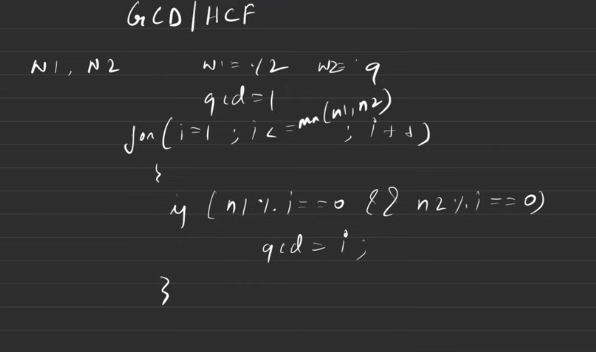 GCD/HCF
N1, N2 N1 = 12 N2 = 9
gcd = 1
for(i=1 ; i<=min(n1,n2) ; i++)
{
if (n1 % i==0 && n2 % i==0)
gcd = i;
}